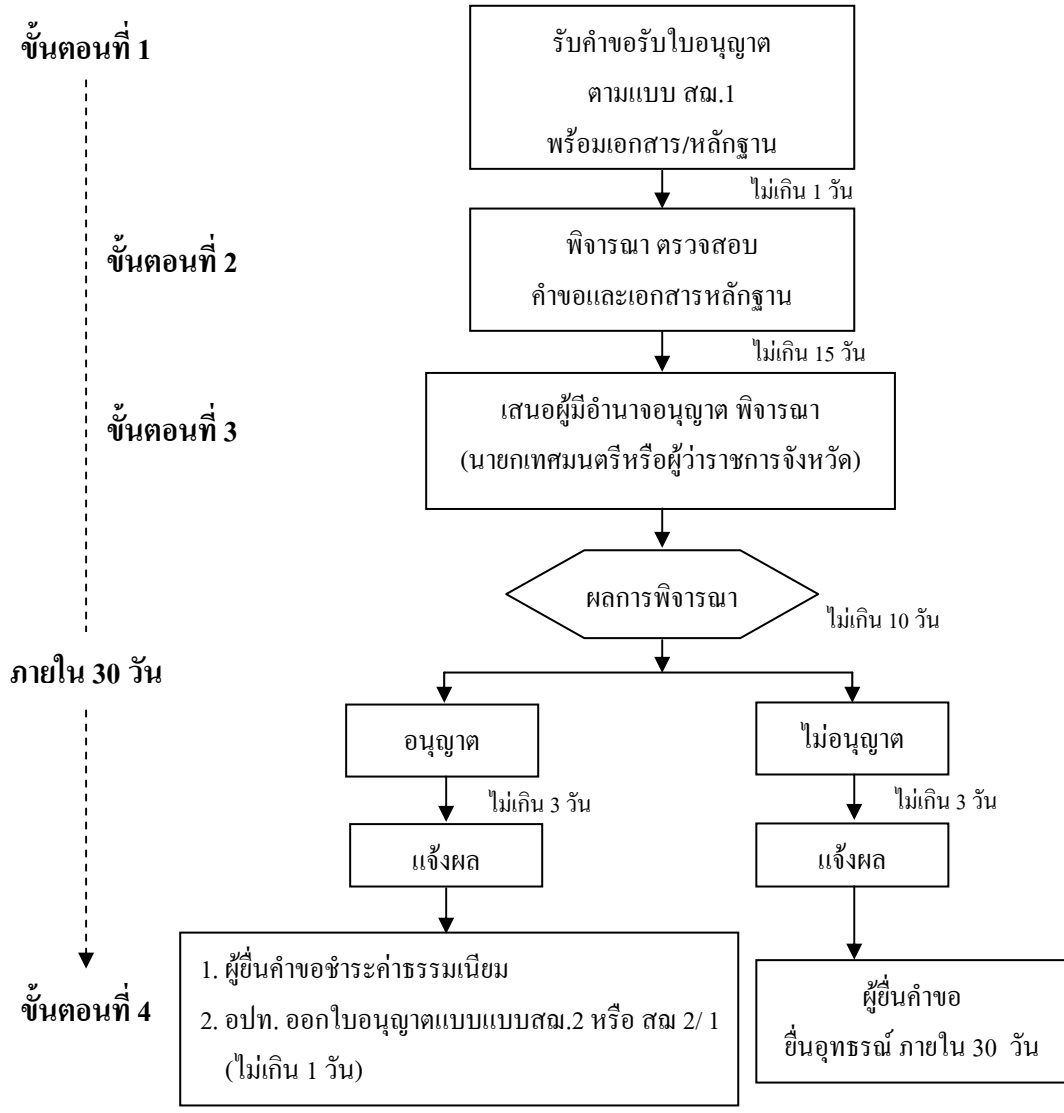 ขั้นตอนที่ 1
รับคำขอรับใบอนุญาต
ตามแบบ สฌ.1
พร้อมเอกสาร/หลักฐาน
ไม่เกิน 1 วัน
ขั้นตอนที่ 2
พิจารณา ตรวจสอบ
คำขอและเอกสารหลักฐาน
ไม่เกิน 15 วัน
ขั้นตอนที่ 3
เสนอผู้มีอำนาจอนุญาต พิจารณา
(นายกเทศมนตรีหรือผู้ว่าราชการจังหวัด)
ผลการพิจารณา
ไม่เกิน 10 วัน
ภายใน 30 วัน
อนุญาต
ไม่อนุญาต
ไม่เกิน 3 วัน
ไม่เกิน 3 วัน
แจ้งผล
แจ้งผล
ขั้นตอนที่ 4
1. ผู้ยื่นคำขอชำระค่าธรรมเนียม
2. อปท. ออกใบอนุญาตแบบแบบสฌ.2 หรือ สฌ 2/ 1
(ไม่เกิน 1 วัน)
ผู้ยื่นคำขอ
ยื่นอุทธรณ์ ภายใน 30 วัน